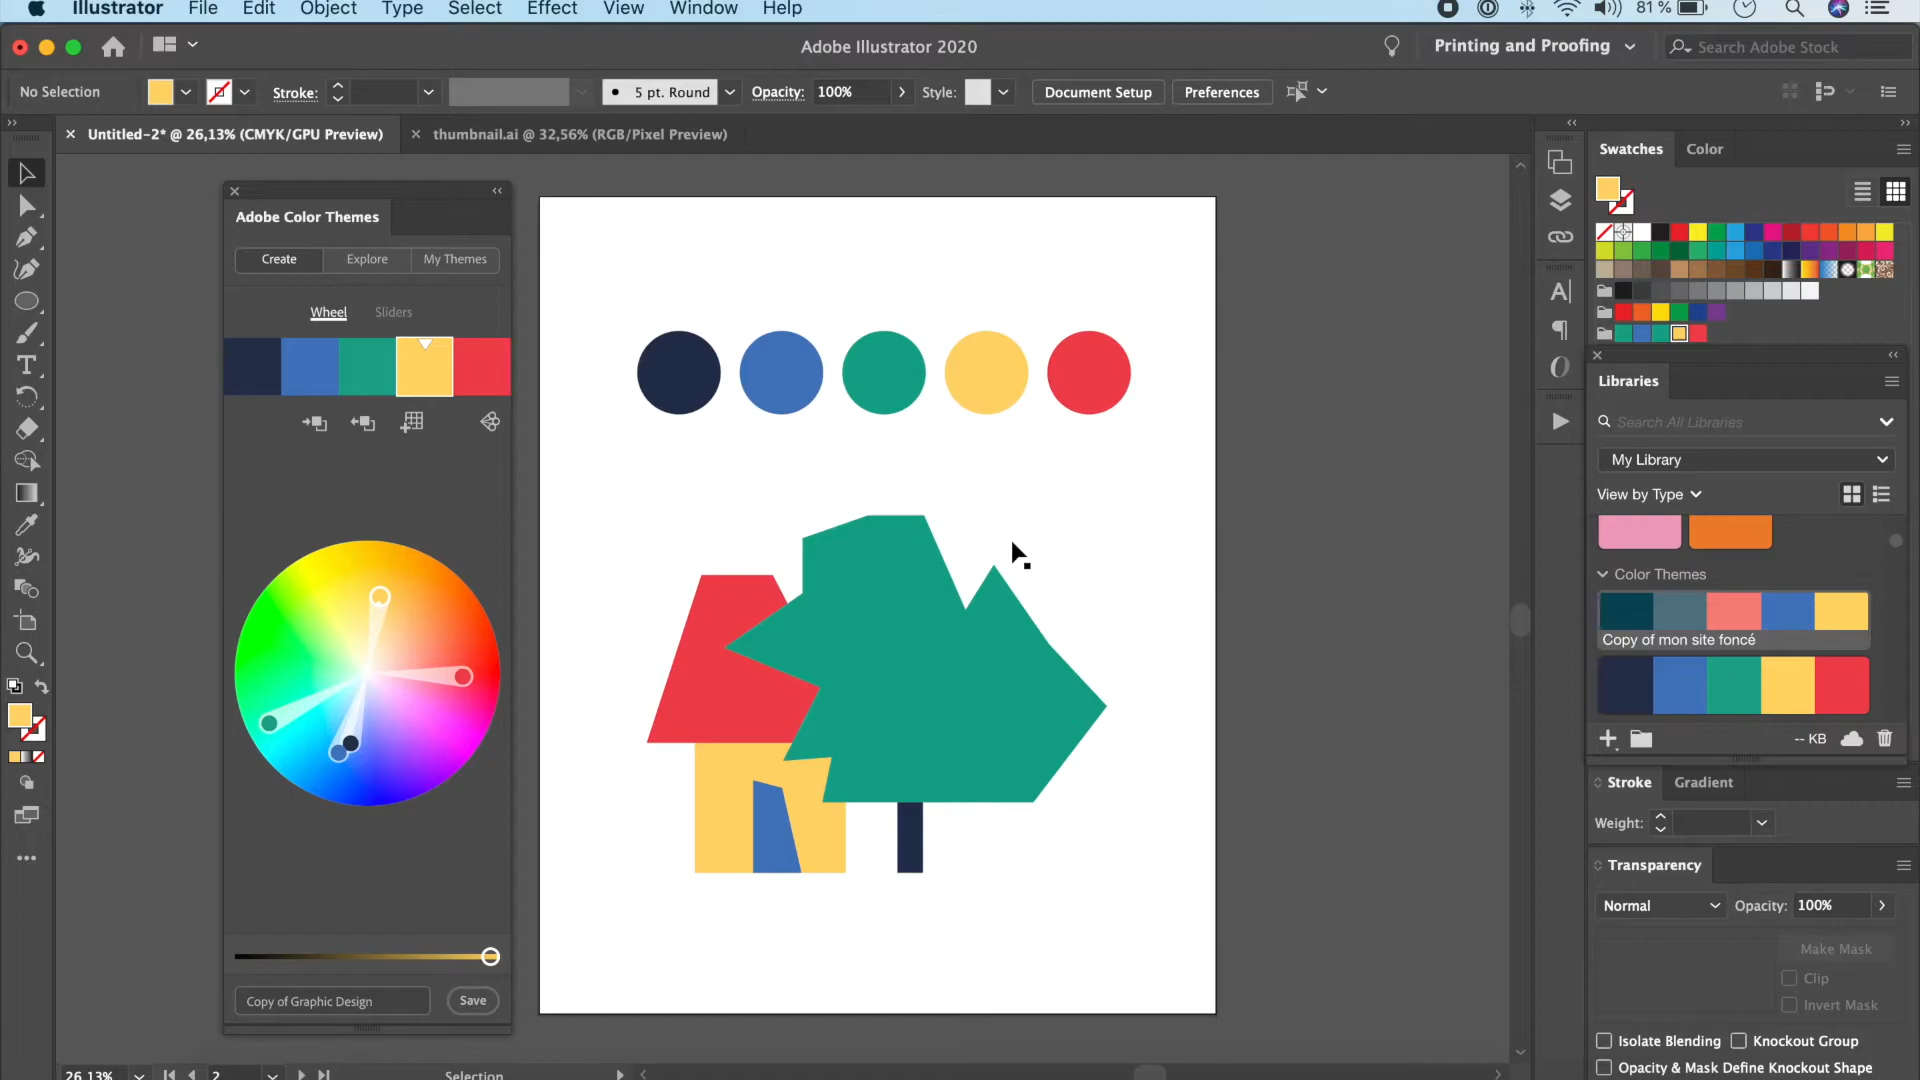 Illustrator File Edit Object Type Select Effect View Window Help 81 %
Adobe Illustrator 2020 Printing and Proofing Search Adobe Stock
No Selection Stroke: 5 pt. Round Opacity: 100% Style: Document Setup Preferences
Untitled-2* @ 26,13% (CMYK/GPU Preview) thumbnail.ai @ 32,56% (RGB/Pixel Preview)
Adobe Color Themes
Create Explore My Themes
Wheel Sliders
Copy of Graphic Design Save
26,13% 2 Selection
Swatches Color
Libraries
Search All Libraries
My Library
View by Type
Color Themes
Copy of mon site foncé
-- KB
Stroke Gradient
Weight:
Transparency
Normal Opacity: 100%
Make Mask
Clip
Invert Mask
Isolate Blending Knockout Group
Opacity & Mask Define Knockout Shape